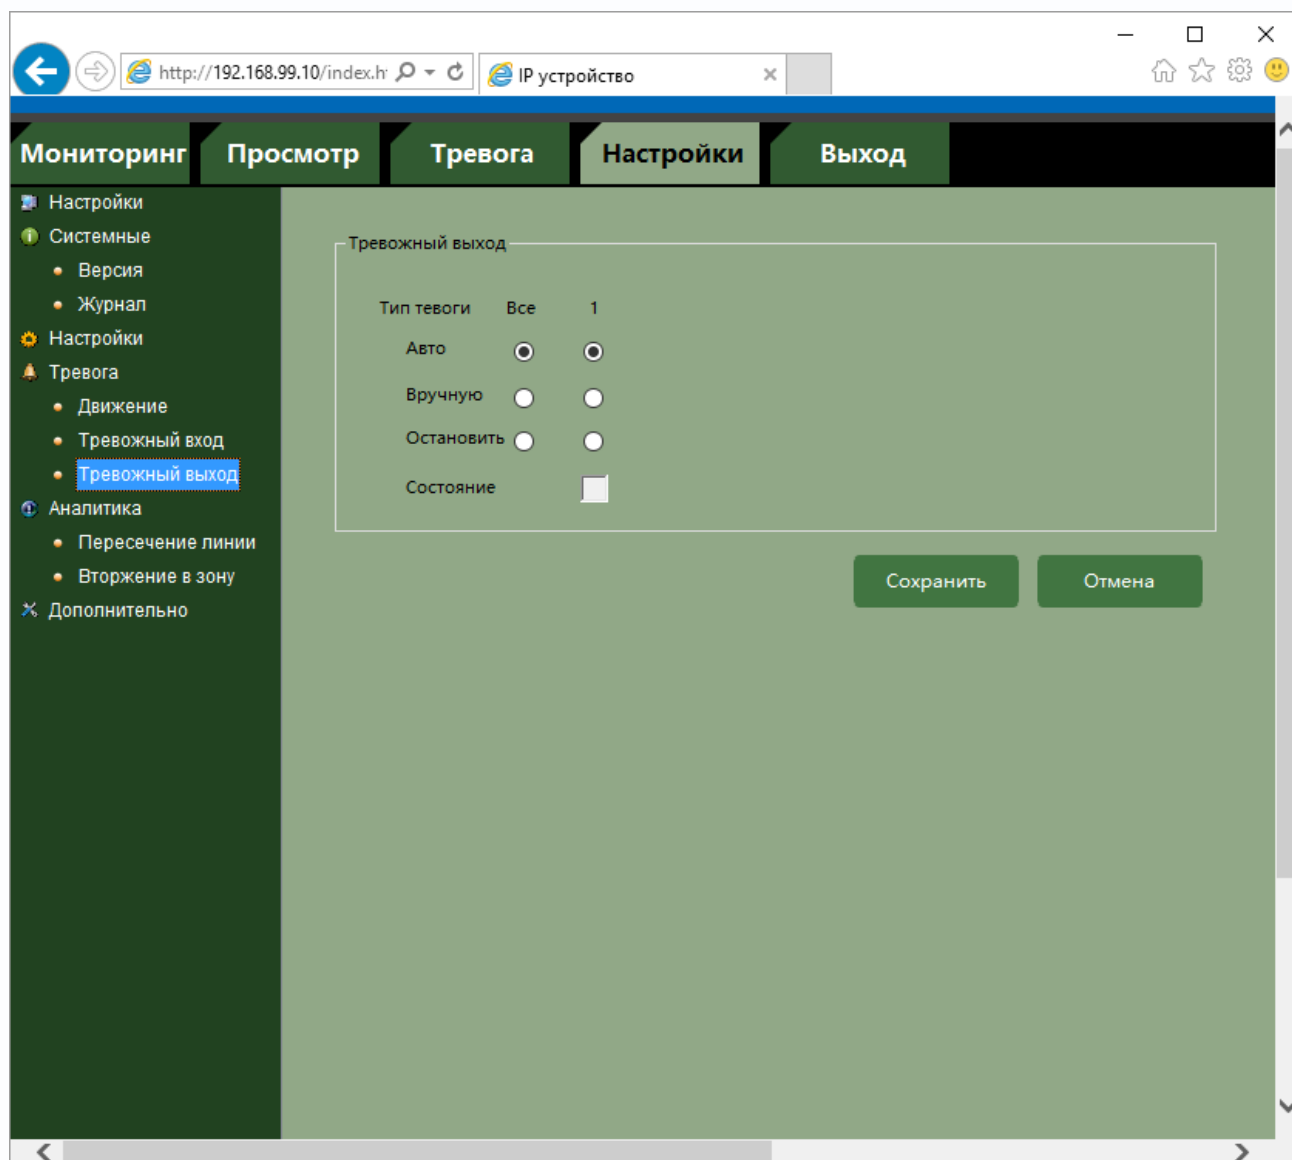 http://192.168.99.10/index.h
IP устройство
Мониторинг
Просмотр
Тревога
Настройки
Выход
Настройки
Системные
Версия
Журнал
Настройки
Тревога
Движение
Тревожный вход
Тревожный выход
Аналитика
Пересечение линии
Вторжение в зону
Дополнительно
Тревожный выход
Тип тевоги Все 1
Авто
Вручную
Остановить
Состояние
Сохранить
Отмена